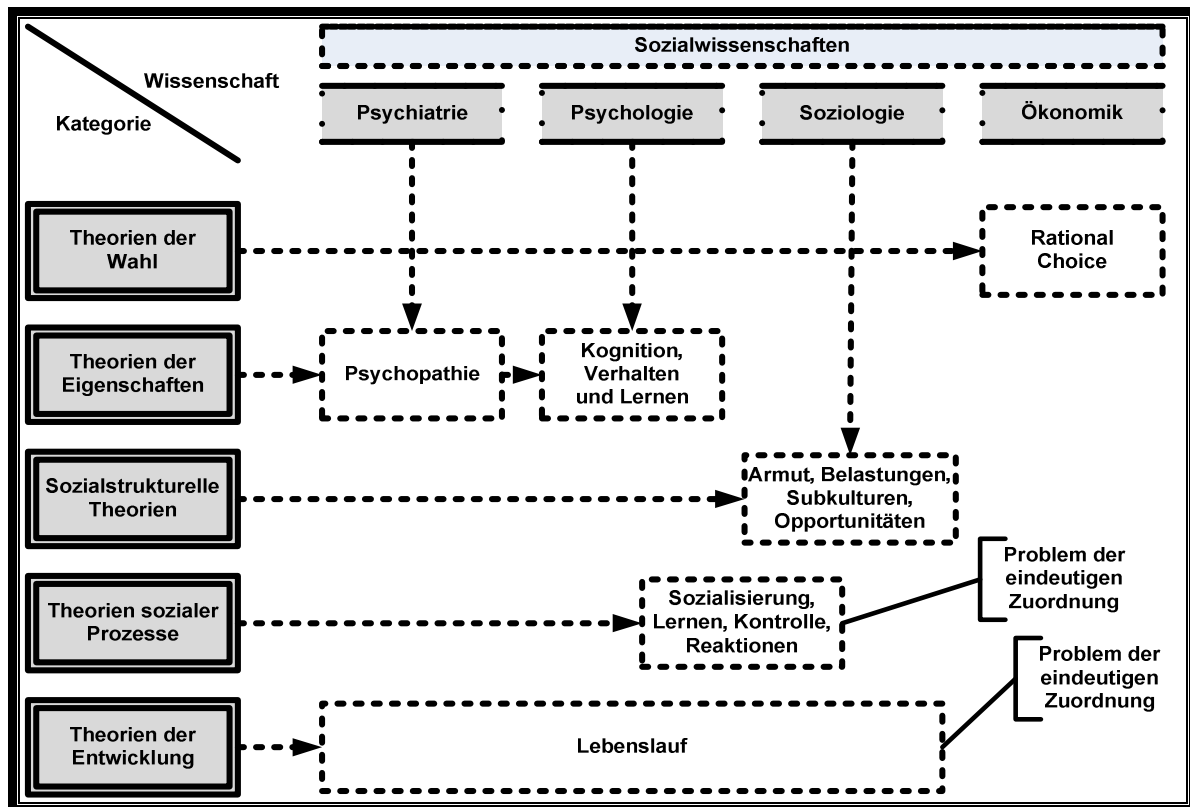 Sozialwissenschaften
Wissenschaft
Kategorie
Psychiatrie
Psychologie
Soziologie
Ökonomik
Theorien der
Wahl
Rational
Choice
Theorien der
Eigenschaften
Psychopathie
Kognition,
Verhalten
und Lernen
Sozialstrukturelle
Theorien
Armut, Belastungen,
Subkulturen,
Opportunitäten
Theorien sozialer
Prozesse
Sozialisierung,
Lernen, Kontrolle,
Reaktionen
Problem der
eindeutigen
Zuordnung
Theorien der
Entwicklung
Lebenslauf
Problem der
eindeutigen
Zuordnung